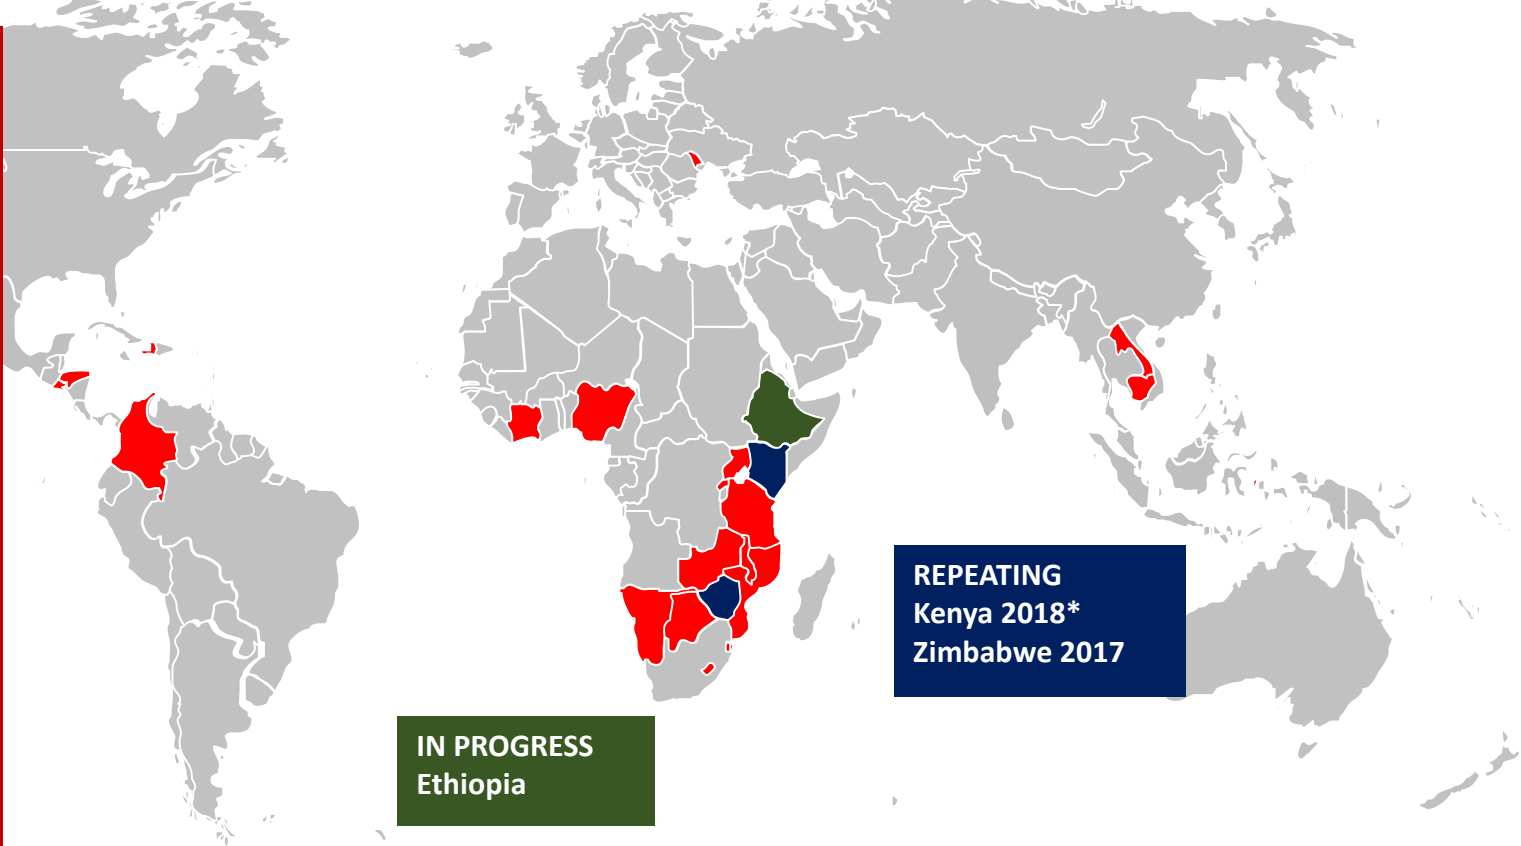 REPEATING
Kenya 2018*
Zimbabwe 2017
IN PROGRESS
Ethiopia